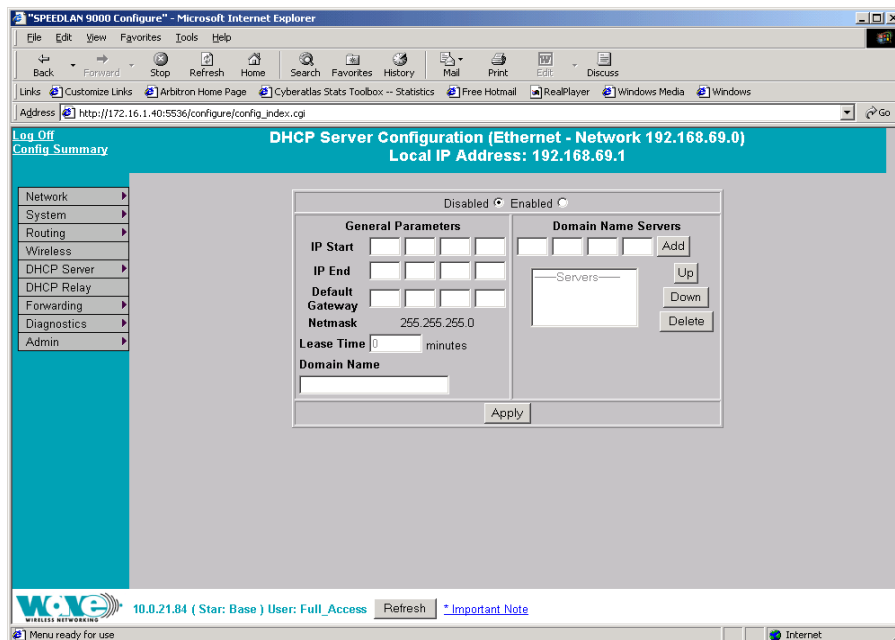 "SPEEDLAN 9000 Configure" - Microsoft Internet Explorer
File Edit View Favorites Tools Help
Back Forward Stop Refresh Home Search Favorites History Mail Print Edit Discuss
Links Customize Links Arbitron Home Page Cyberatlas Stats Toolbox -- Statistics Free Hotmail RealPlayer Windows Media Windows
Address http://172.16.1.40:5536/configure/config_index.cgi Go
Log Off
Config Summary
DHCP Server Configuration (Ethernet - Network 192.168.69.0)
Local IP Address: 192.168.69.1
Network
System
Routing
Wireless
DHCP Server
DHCP Relay
Forwarding
Diagnostics
Admin
Disabled Enabled
General Parameters
IP Start
IP End
Default Gateway
Netmask 255.255.255.0
Lease Time 0 minutes
Domain Name
Domain Name Servers
Add
Servers
Up
Down
Delete
Apply
WAVE
WIRELESS NETWORKING
10.0.21.84 ( Star: Base ) User: Full_Access Refresh * Important Note
Menu ready for use Internet